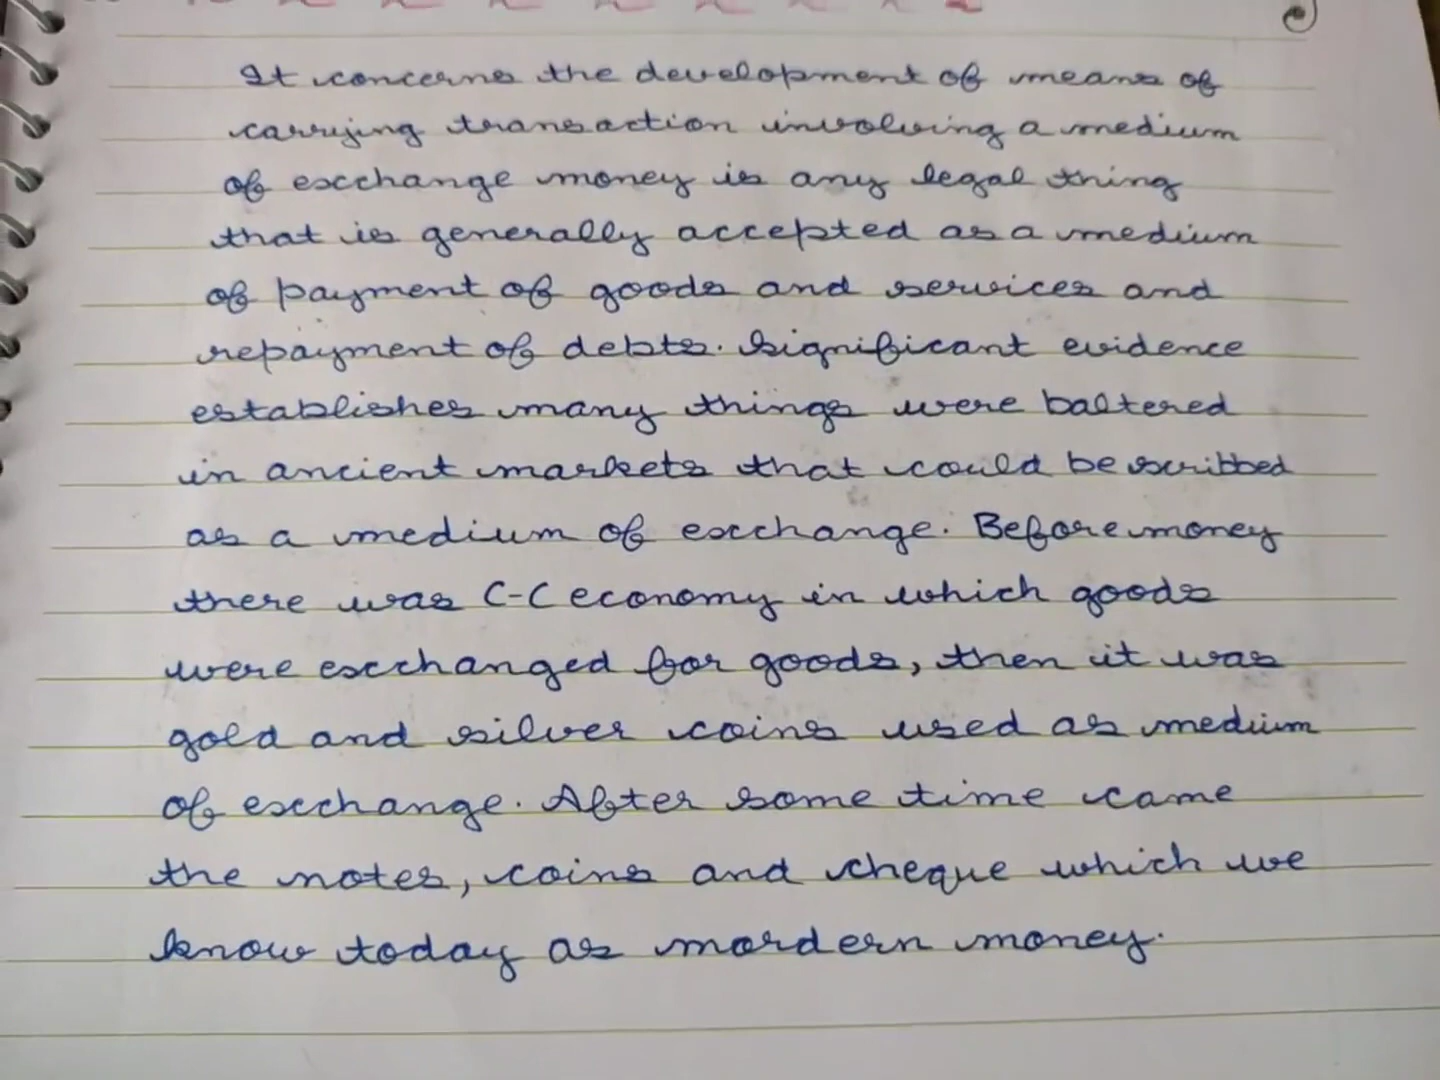 It concerns the development of means of
carrying transaction involving a medium
of exchange money is any legal thing
that is generally accepted as a medium
of payment of goods and services and
repayment of debts. Significant evidence
establishes many things were baltered
in ancient markets that could be scribbed
as a medium of exchange. Before money
there was C-C economy in which goods
were exchanged for goods, then it was
gold and silver coins used as medium
of exchange. After some time came
the notes, coins and cheque which we
know today as mordern money.